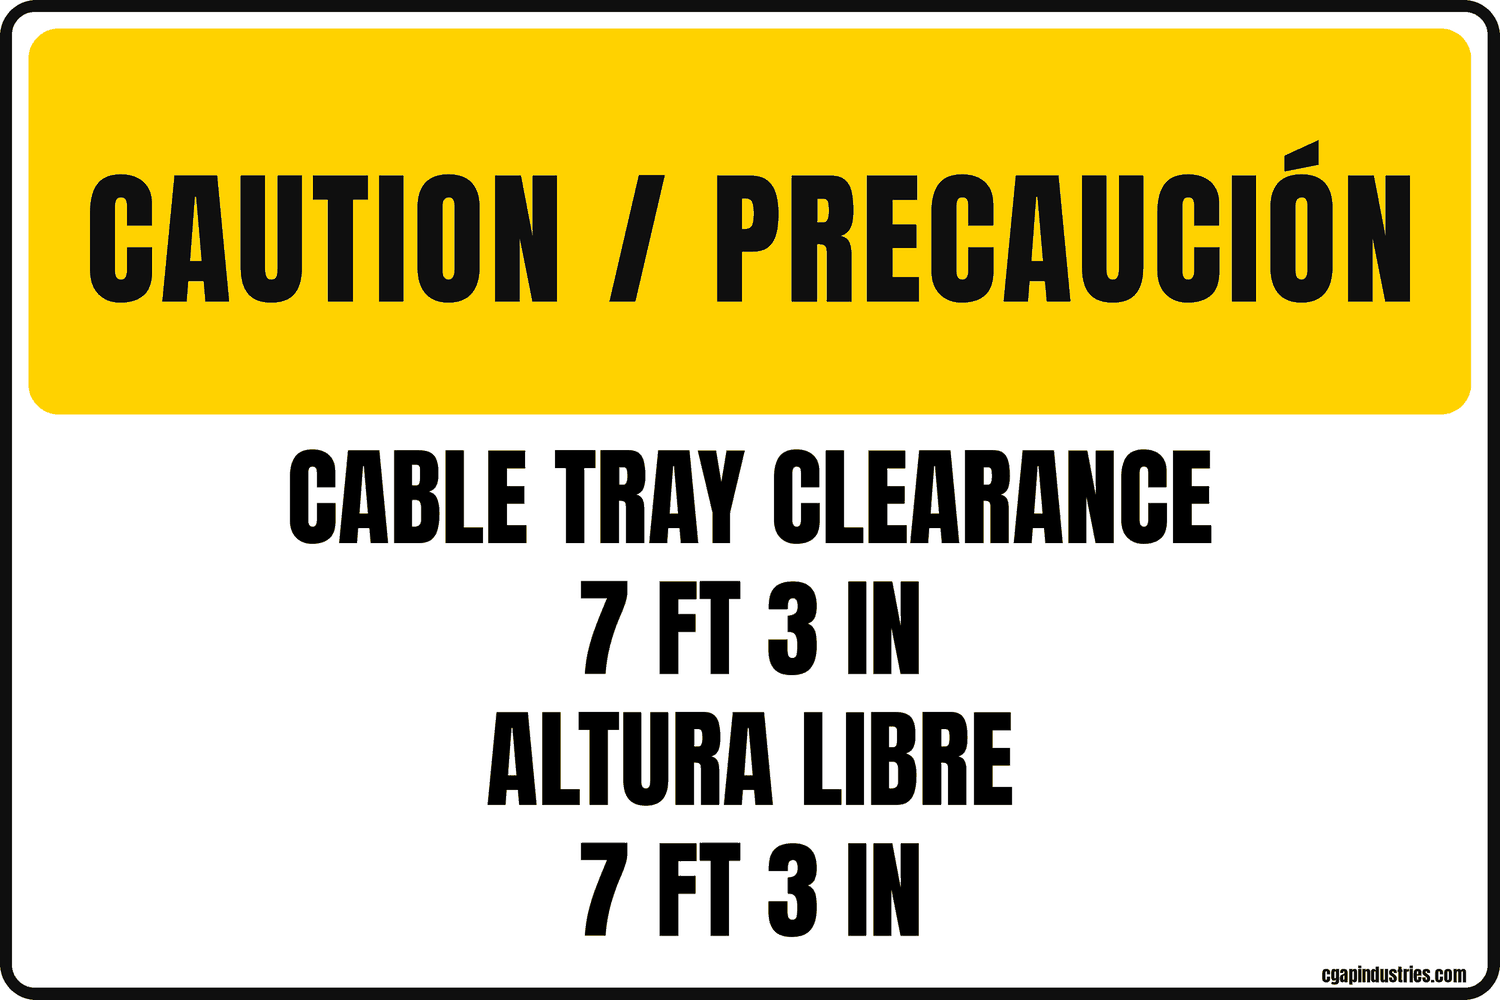 CAUTION / PRECAUCIÓN
CABLE TRAY CLEARANCE
7 FT 3 IN
ALTURA LIBRE
7 FT 3 IN
cgapindustries.com